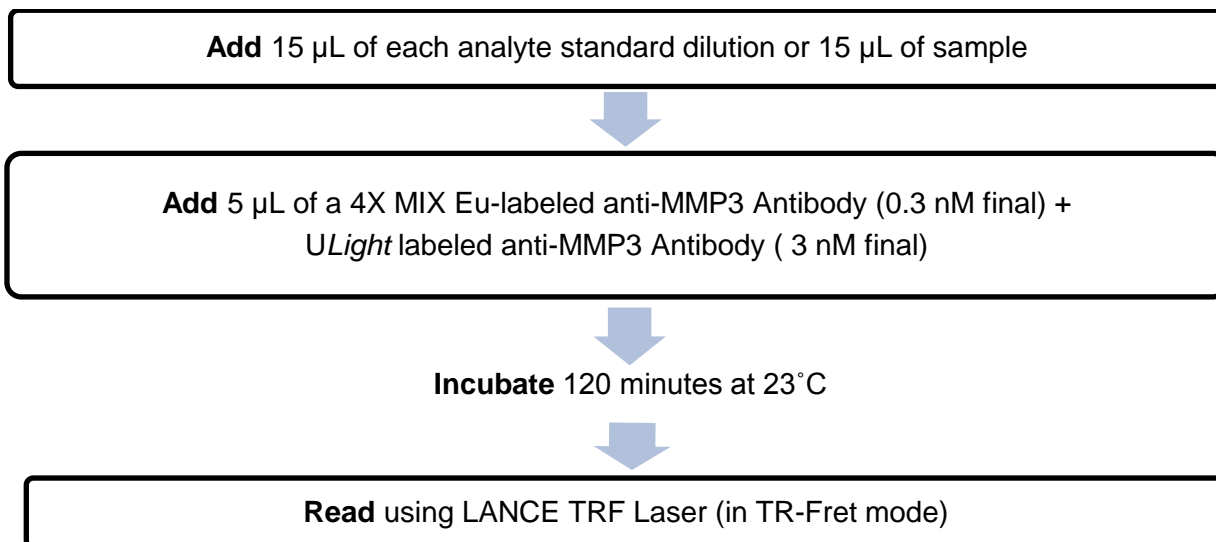 Add 15 µL of each analyte standard dilution or 15 µL of sample
Add 5 µL of a 4X MIX Eu-labeled anti-MMP3 Antibody (0.3 nM final) +
ULight labeled anti-MMP3 Antibody ( 3 nM final)
Incubate 120 minutes at 23˚C
Read using LANCE TRF Laser (in TR-Fret mode)